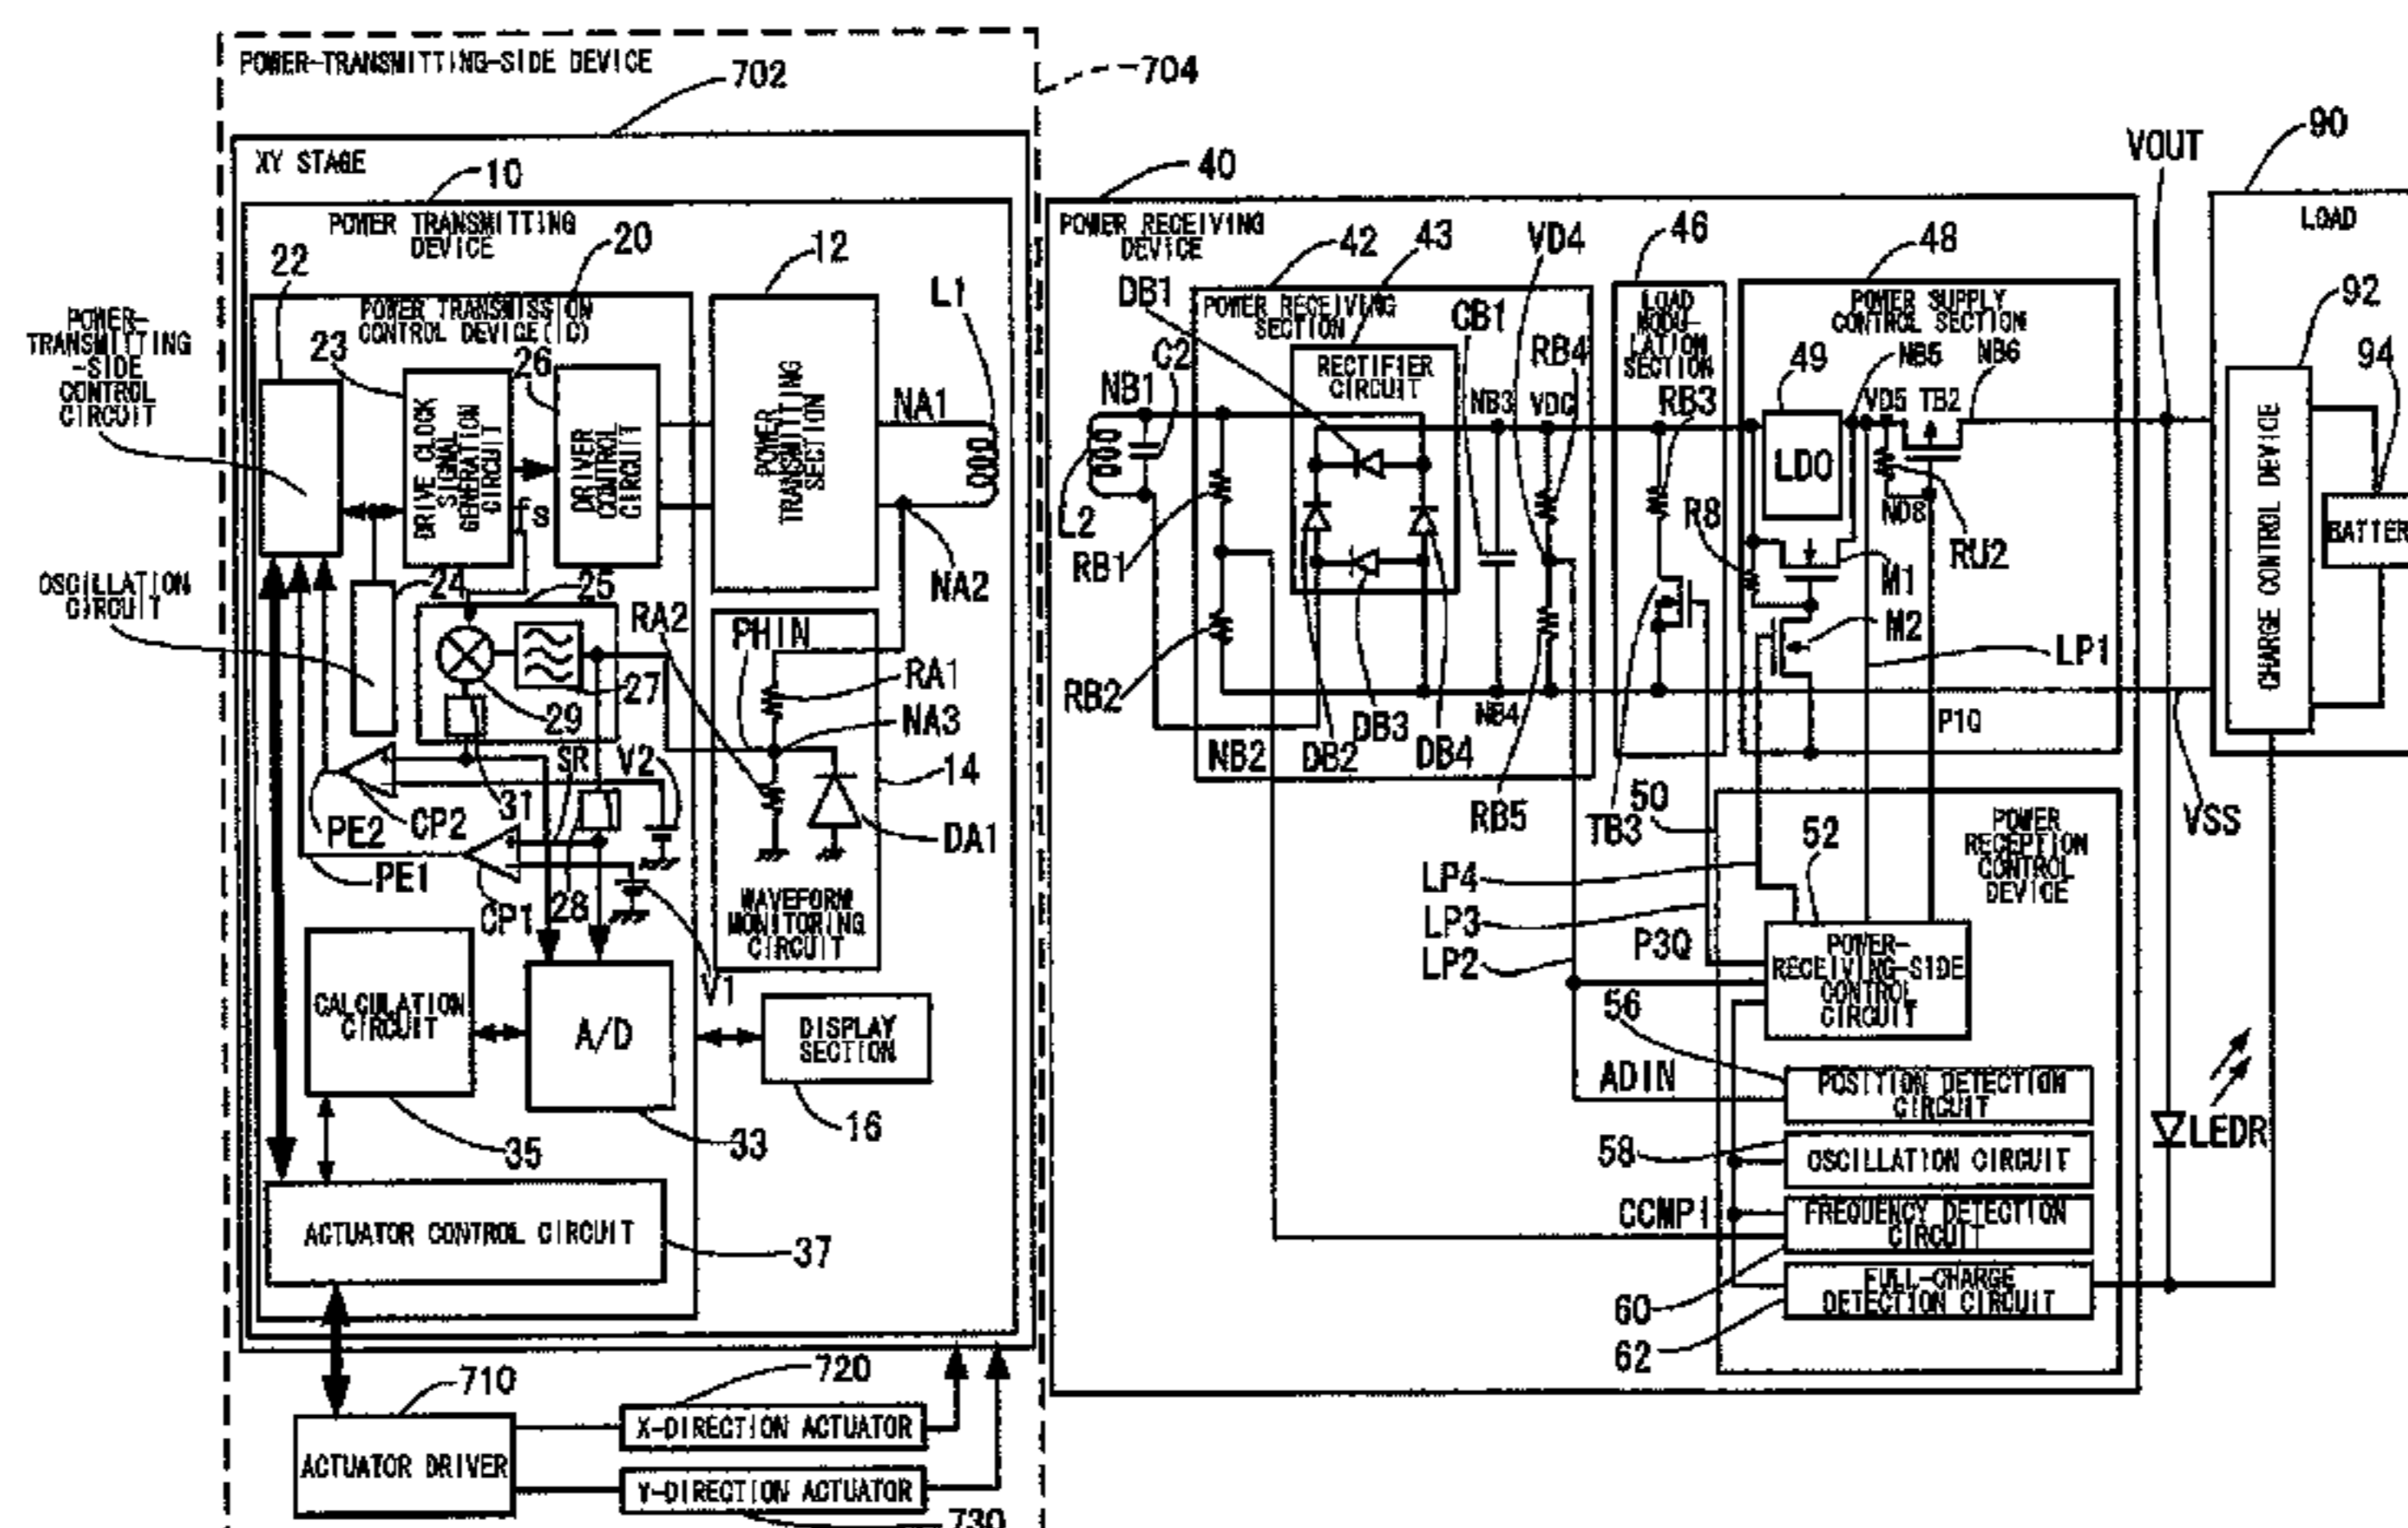 POWER-TRANSMITTING-SIDE DEVICE
702
704
XY STAGE
10
POWER TRANSMITTING
DEVICE
20
22
12
L1
POWER TRANSMISSION
CONTROL DEVICE(IC)
POWER-
TRANSMITTING
-SIDE
CONTROL
CIRCUIT
23
26
DRIVE CLOCK
SIGNAL
GENERATION
CIRCUIT
DRIVER
CONTROL
CIRCUIT
POWER
TRANSMITTING
SECTION
NA1
S
NA2
OSCILLATION
CIRCUIT
24
25
RA2
PHIN
RA1
27
29
NA3
SR
V2
14
31
PE2
CP2
DA1
PE1
CP1
28
WAVEFORM
MONITORING
CIRCUIT
V1
CALCULATION
CIRCUIT
A/D
DISPLAY
SECTION
16
35
33
ACTUATOR CONTROL CIRCUIT
37
710
720
ACTUATOR DRIVER
X-DIRECTION ACTUATOR
Y-DIRECTION ACTUATOR
730
40
POWER RECEIVING
DEVICE
42
43
VD4
46
48
VOUT
90
LOAD
DB1
POWER RECEIVING
SECTION
CB1
LOAD
MODU-
LATION
SECTION
POWER SUPPLY
CONTROL SECTION
92
C2
RECTIFIER
CIRCUIT
RB4
49
NB5
NB6
94
NB1
NB3
VDC
RB3
VD5
TB2
LDO
L2
R8
RU2
RB1
M1
BATTER
CHARGE CONTROL DEVICE
M2
LP1
RB2
NB4
P1Q
NB2
DB2
DB3
DB4
RB5
TB3
50
VSS
POWER
RECEPTION
CONTROL
DEVICE
52
LP4
LP3
LP2
P3Q
POWER-
RECEIVING-SIDE
CONTROL
CIRCUIT
56
ADIN
POSITION DETECTION
CIRCUIT
LEDR
58
OSCILLATION CIRCUIT
CCMP1
FREQUENCY DETECTION
CIRCUIT
60
FULL-CHARGE
DETECTION CIRCUIT
62